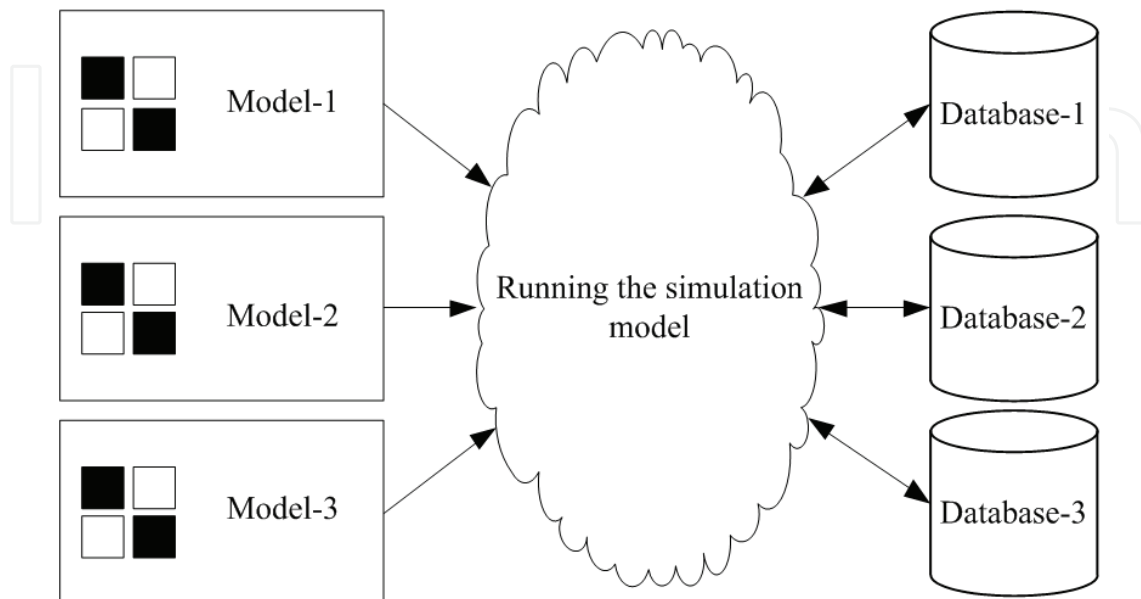 Model-1
Model-2
Model-3
Running the simulation
model
Database-1
Database-2
Database-3